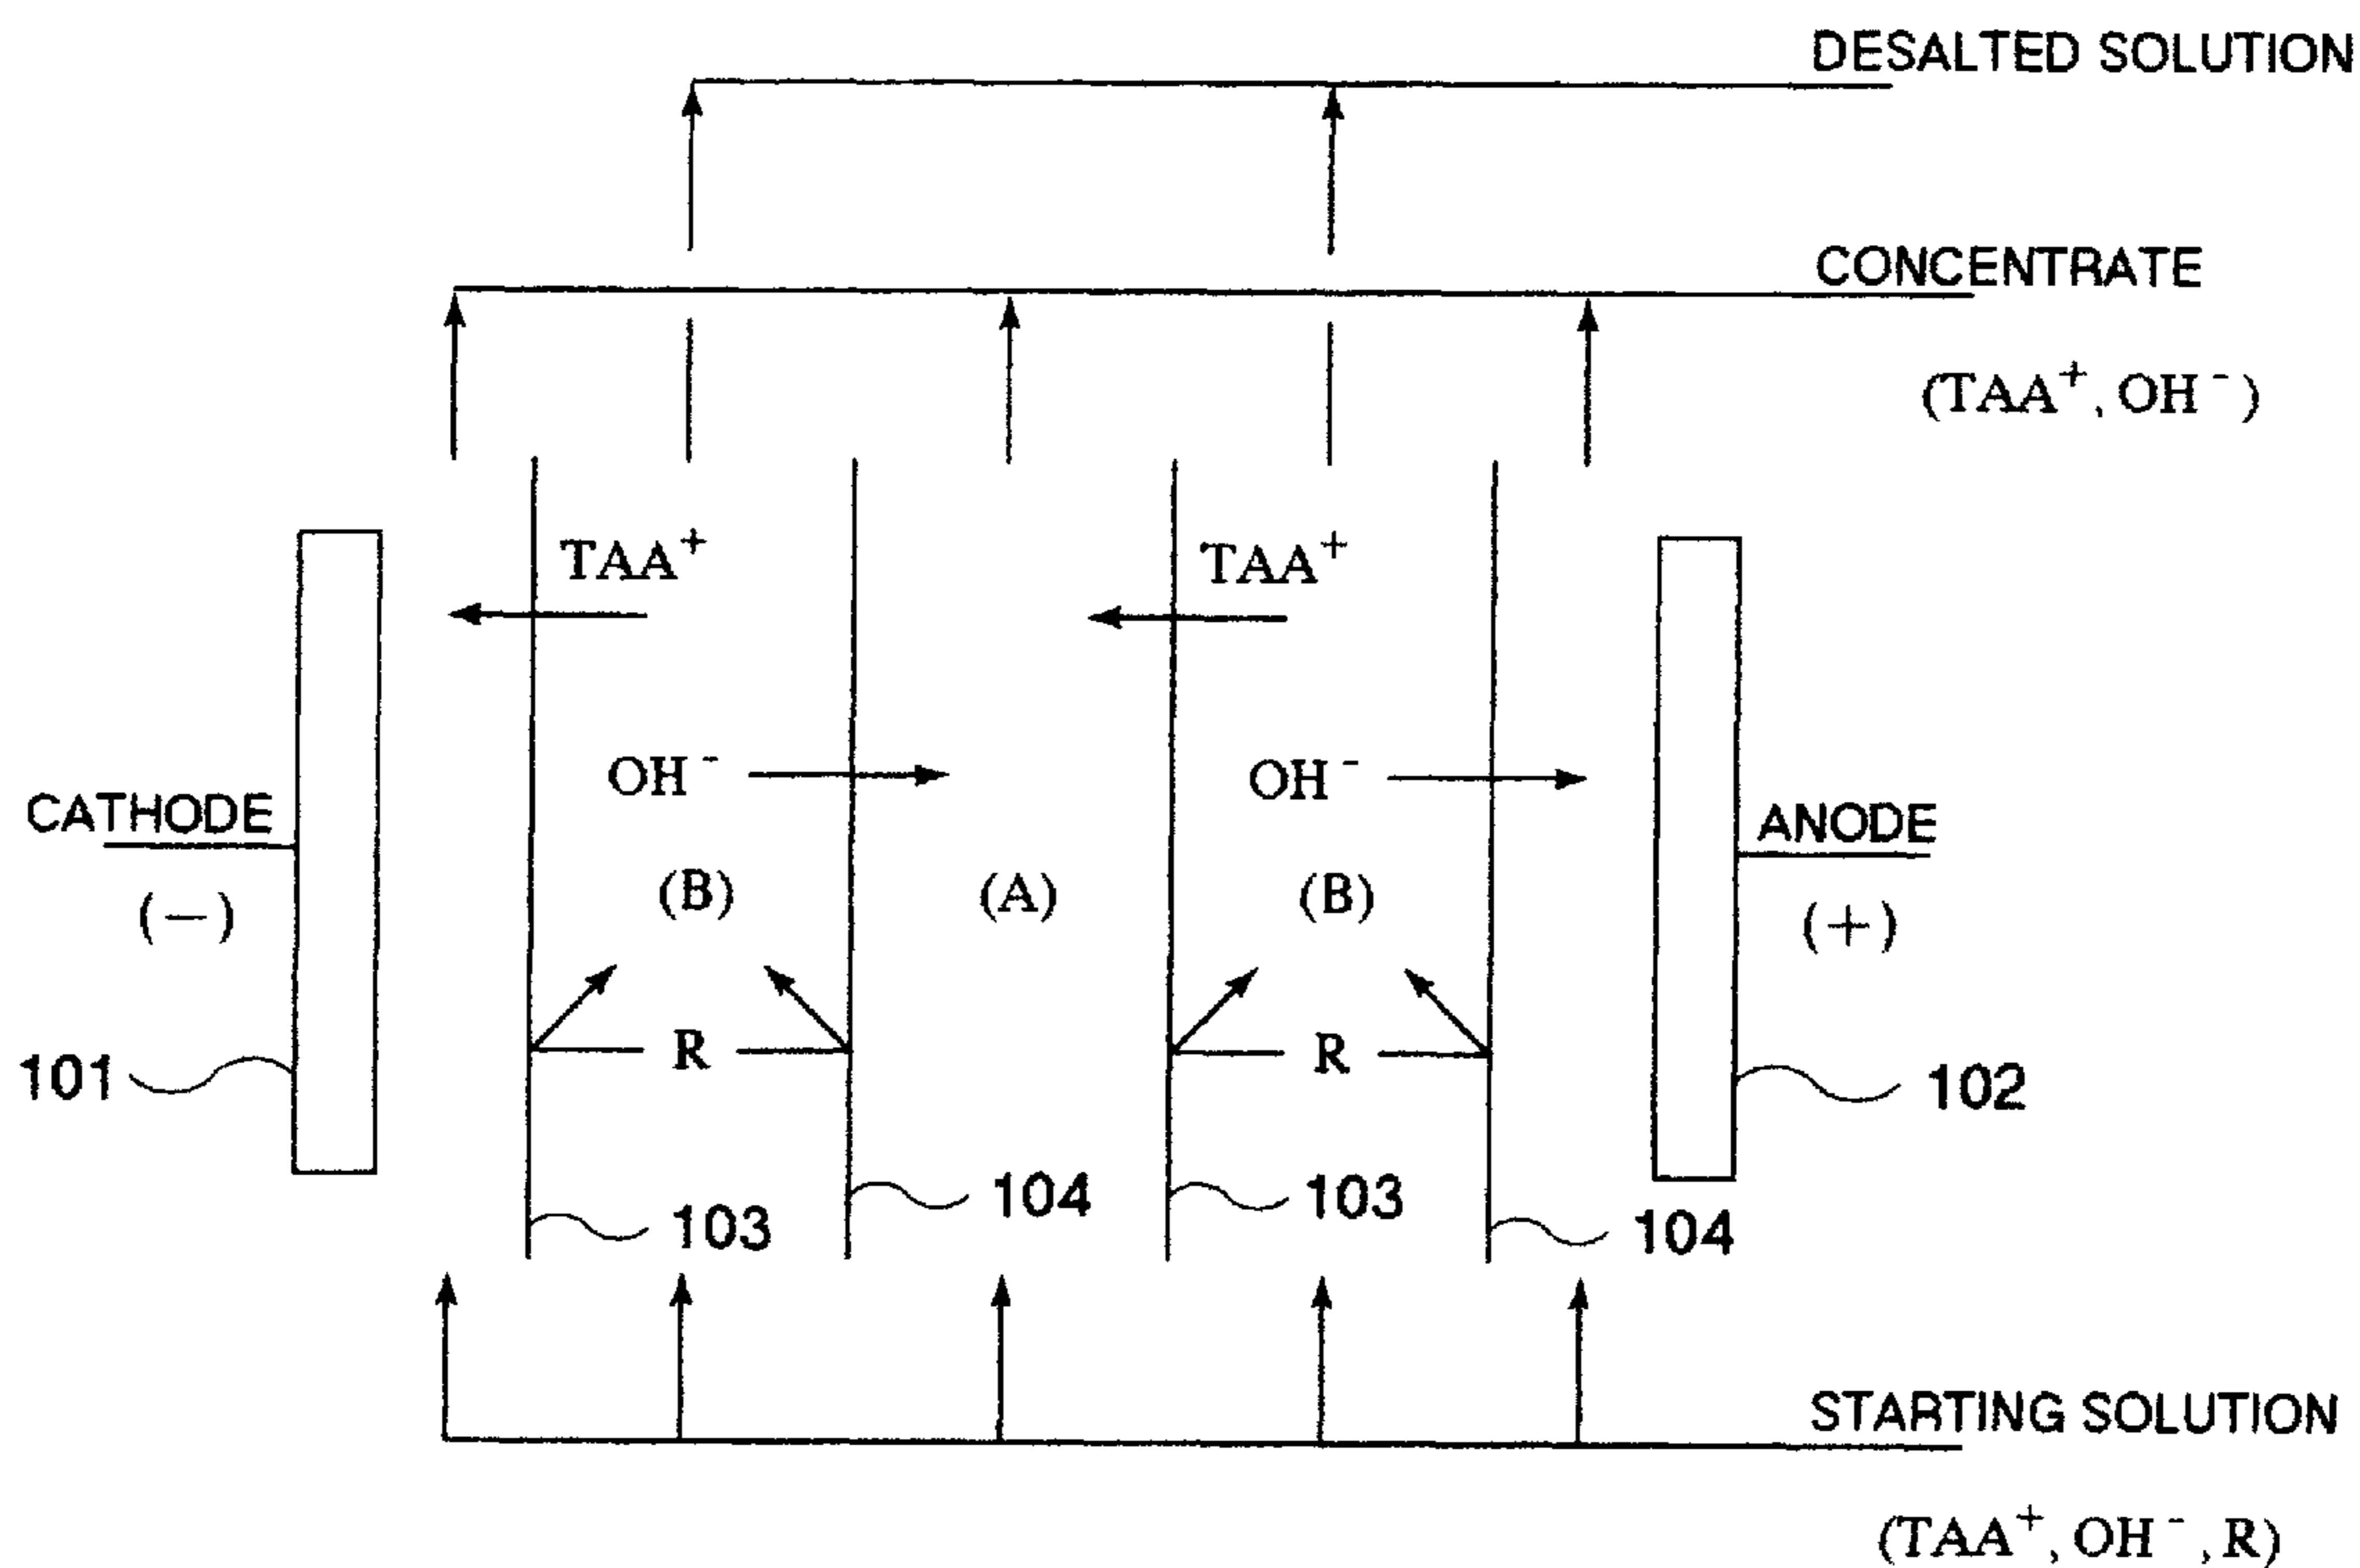 DESALTED SOLUTION
CONCENTRATE
(TAA⁺, OH⁻)
TAA⁺
TAA⁺
OH⁻
OH⁻
CATHODE
(−)
ANODE
(+)
(B)
(A)
(B)
R
R
101
102
103
104
103
104
STARTING SOLUTION
(TAA⁺, OH⁻, R)